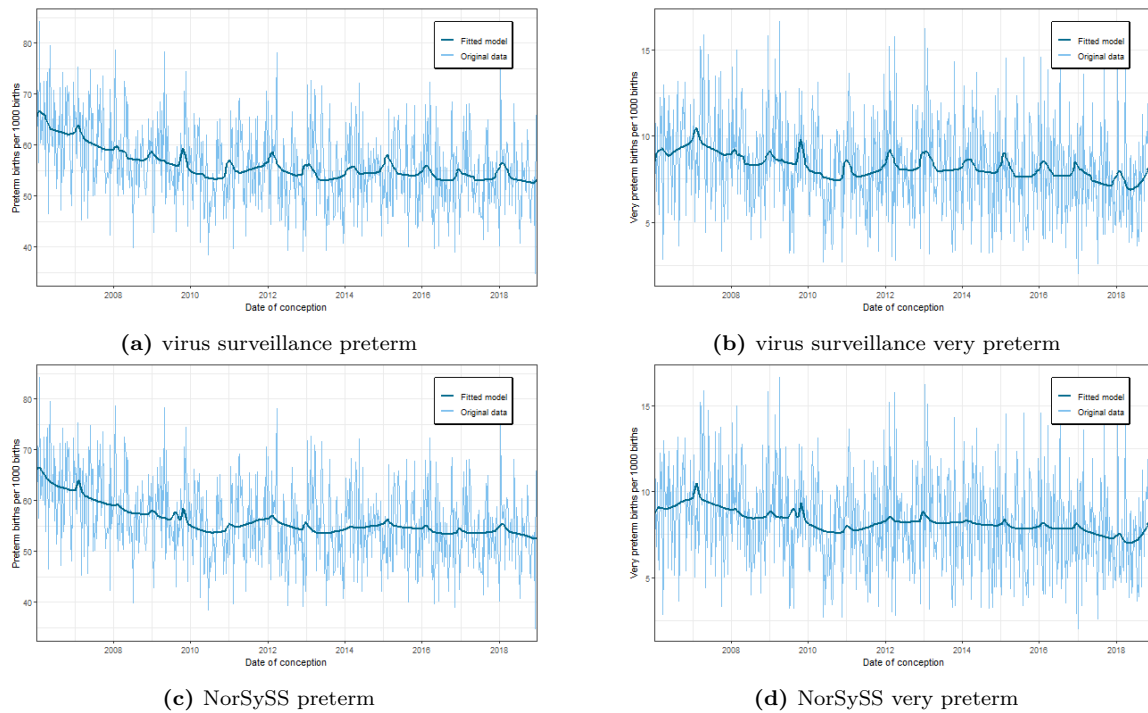 Preterm births per 1000 births
80
70
60
50
40
Fitted model
Original data
2008 2010 2012 2014 2016 2018
Date of conception
(a) virus surveillance preterm
Very preterm births per 1000 births
15
10
5
Fitted model
Original data
2008 2010 2012 2014 2016 2018
Date of conception
(b) virus surveillance very preterm
Preterm births per 1000 births
80
70
60
50
40
Fitted model
Original data
2008 2010 2012 2014 2016 2018
Date of conception
(c) NorSySS preterm
Very preterm births per 1000 births
15
10
5
Fitted model
Original data
2008 2010 2012 2014 2016 2018
Date of conception
(d) NorSySS very preterm